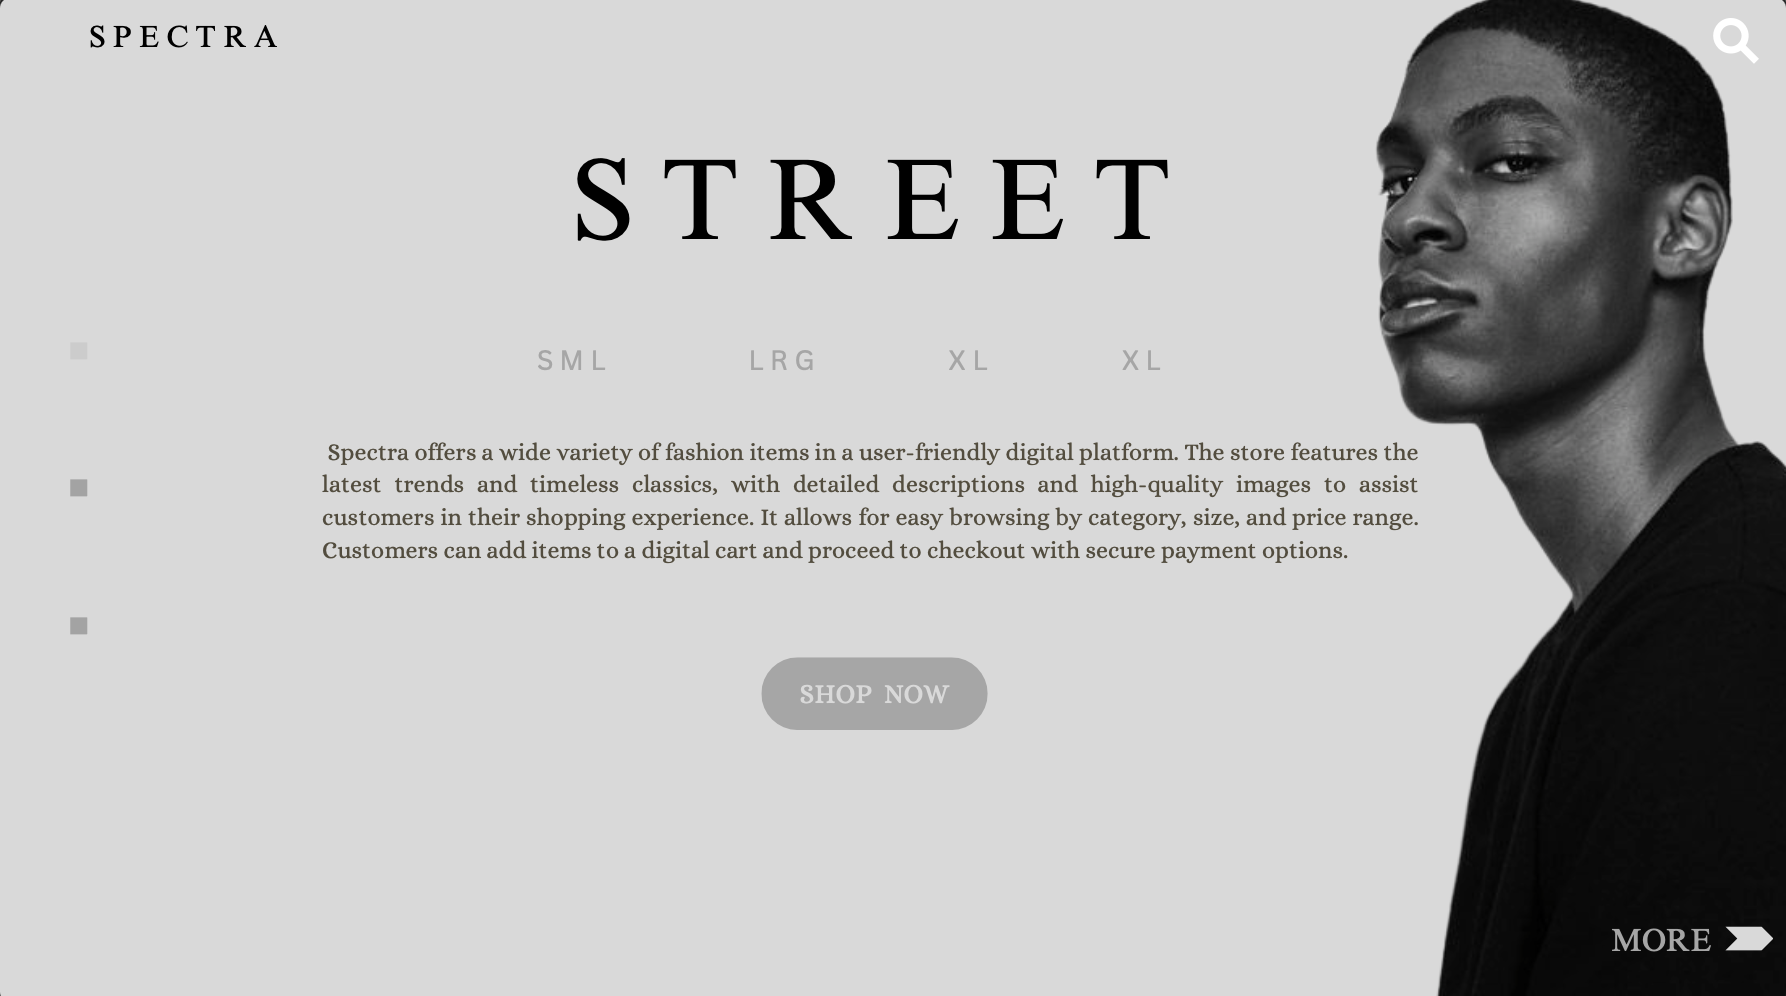 SPECTRA
STREET
SML LRG XL XL
Spectra offers a wide variety of fashion items in a user-friendly digital platform. The store features the
latest trends and timeless classics, with detailed descriptions and high-quality images to assist
customers in their shopping experience. It allows for easy browsing by category, size, and price range.
Customers can add items to a digital cart and proceed to checkout with secure payment options.
SHOP NOW
MORE